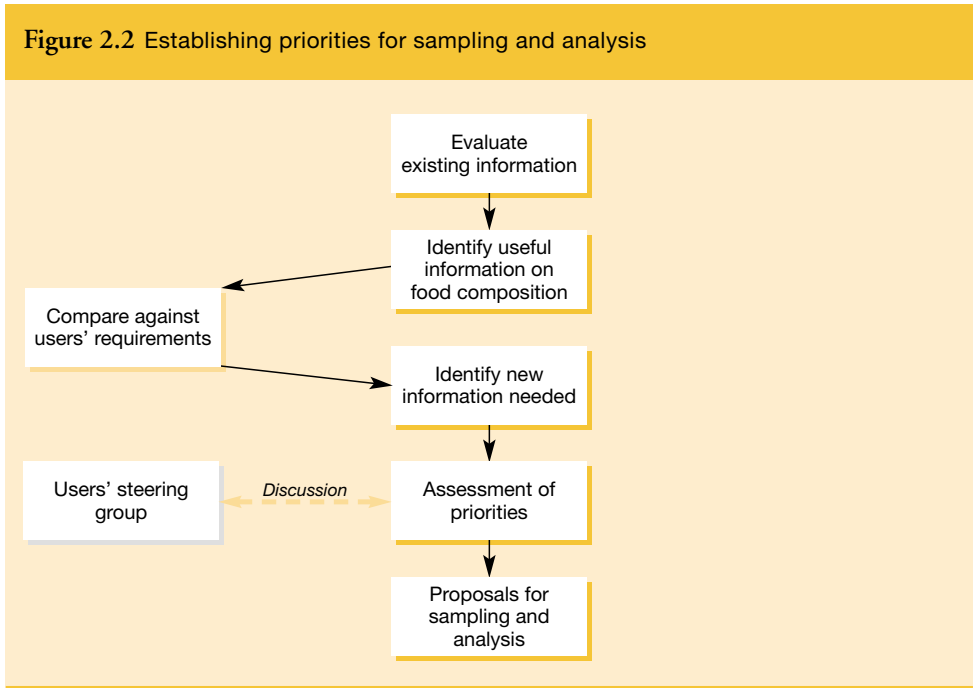 Figure 2.2 Establishing priorities for sampling and analysis
Evaluate
existing information
Identify useful
information on
food composition
Compare against
users’ requirements
Identify new
information needed
Users’ steering
group
Discussion
Assessment of
priorities
Proposals for
sampling and
analysis